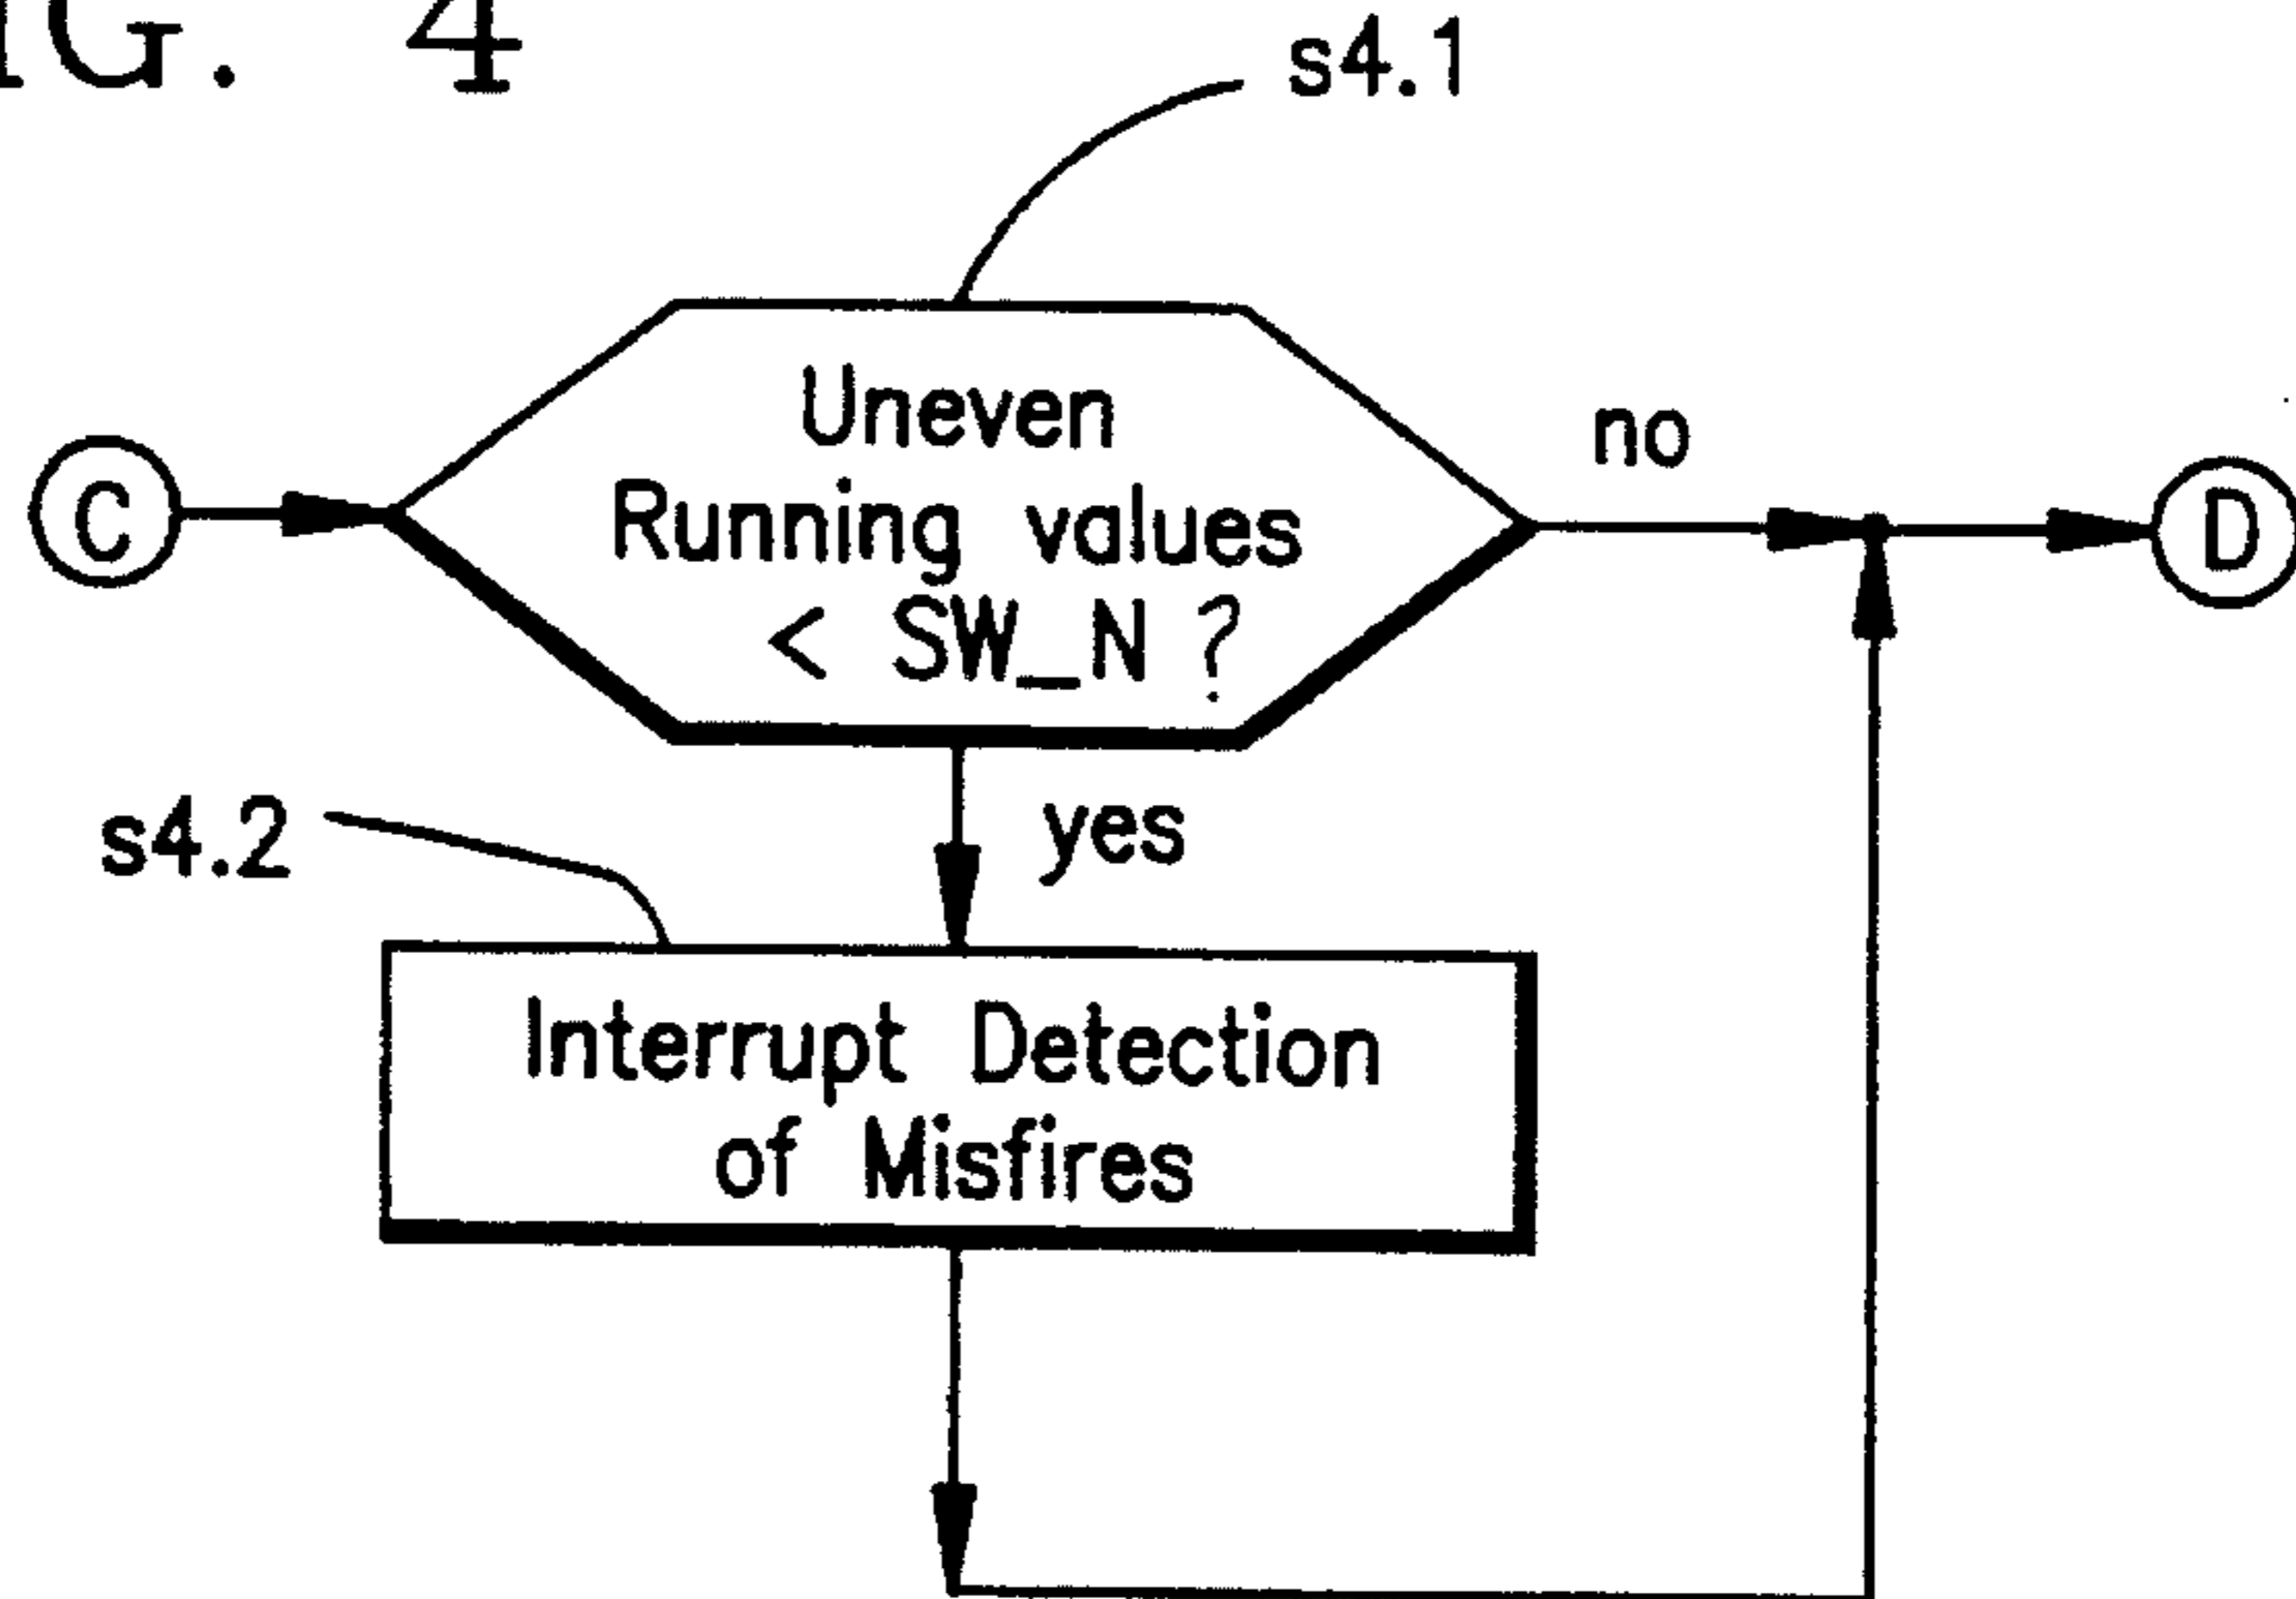 IG. 4
s4.1
Uneven
Running values
< SW_N ?
no
C
D
yes
s4.2
Interrupt Detection
of Misfires